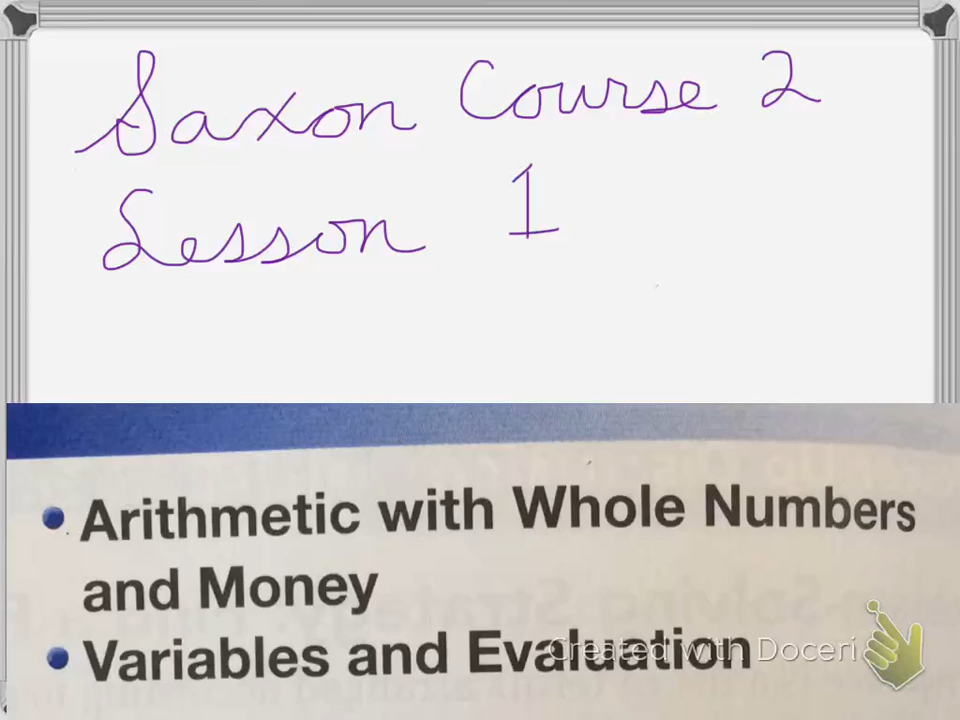 Saxon Course 2
Lesson 1
• Arithmetic with Whole Numbers
and Money
• Variables and Evaluation
Created with Doceri